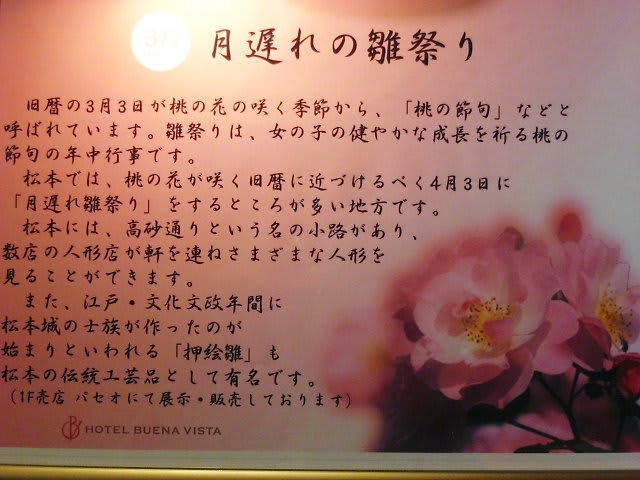 月遅れの雛祭り
旧暦の3月3日が桃の花の咲く季節から、「桃の節句」などと
呼ばれています。雛祭りは、女の子の健やかな成長を祈る桃の
節句の年中行事です。
松本では、桃の花が咲く旧暦に近づけるべく4月3日に
「月遅れ雛祭り」をするところが多い地方です。
松本には、高砂通りという名の小路があり、
数店の人形店が軒を連ねさまざまな人形を
見ることができます。
また、江戸・文化文政年間に
松本城の士族が作ったのが
始まりといわれる「押絵雛」も
松本の伝統工芸品として有名です。
(1F売店 パセオにて展示・販売しております)
HOTEL BUENA VISTA